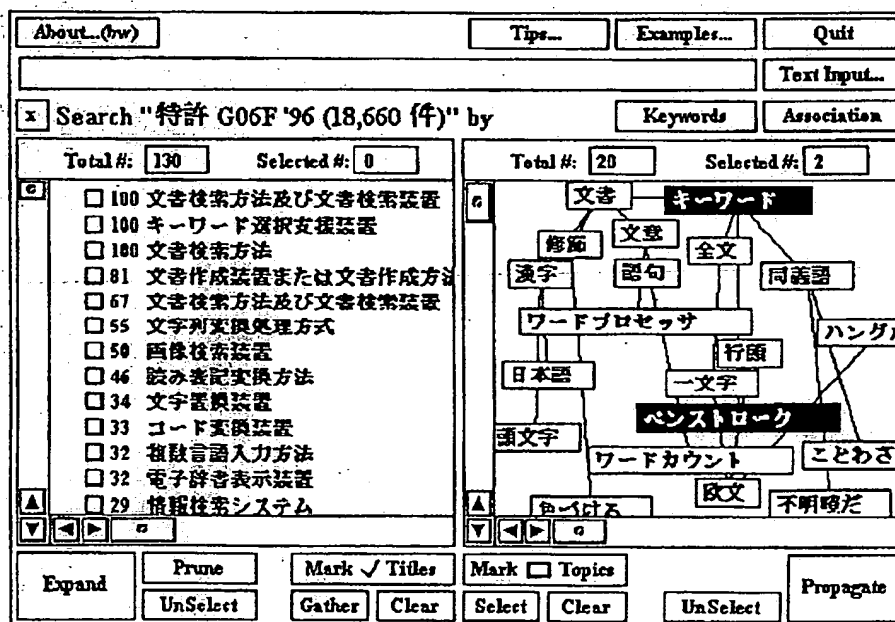 About...(hw) Tips... Examples... Quit
Text Input...
x Search "特許 G06F '96 (18,660 件)" by Keywords Association
Total #: 130 Selected #: 0
100 文書検索方法及び文書検索装置
100 キーワード選択支援装置
100 文書検索方法
81 文書作成装置または文書作成方法
67 文書検索方法及び文書検索装置
55 文字列変換処理方式
50 画像検索装置
46 読み表記変換方法
34 文字置換装置
33 コード変換装置
32 複数言語入力方法
32 電子辞書表示装置
29 情報検索システム
Total #: 20 Selected #: 2
文書 キーワード
修飾 文登 全文
漢字 語句 同義語
ワードプロセッサ ハングル
行頭
日本語 一文字
ペンストローク
頭文字 ワードカウント ことわざ
欧文
色づける 不明瞭だ
Expand Prune Mark ✓ Titles Mark Topics Propagate
UnSelect Gather Clear Select Clear UnSelect